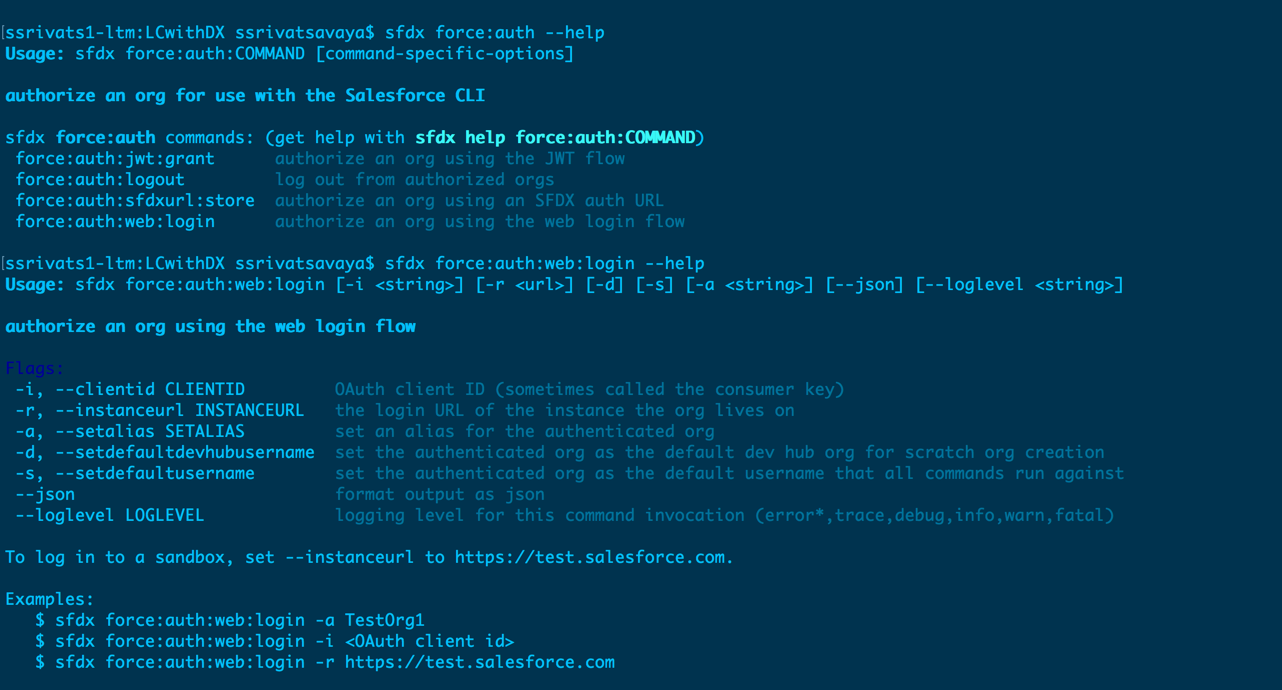 [ssrivats1-ltm:LCwithDX ssrivatsavaya$ sfdx force:auth --help
Usage: sfdx force:auth:COMMAND [command-specific-options]
authorize an org for use with the Salesforce CLI
sfdx force:auth commands: (get help with sfdx help force:auth:COMMAND)
force:auth:jwt:grant authorize an org using the JWT flow
force:auth:logout log out from authorized orgs
force:auth:sfdxurl:store authorize an org using an SFDX auth URL
force:auth:web:login authorize an org using the web login flow
[ssrivats1-ltm:LCwithDX ssrivatsavaya$ sfdx force:auth:web:login --help
Usage: sfdx force:auth:web:login [-i <string>] [-r <url>] [-d] [-s] [-a <string>] [--json] [--loglevel <string>]
authorize an org using the web login flow
Flags:
-i, --clientid CLIENTID OAuth client ID (sometimes called the consumer key)
-r, --instanceurl INSTANCEURL the login URL of the instance the org lives on
-a, --setalias SETALIAS set an alias for the authenticated org
-d, --setdefaultdevhubusername set the authenticated org as the default dev hub org for scratch org creation
-s, --setdefaultusername set the authenticated org as the default username that all commands run against
--json format output as json
--loglevel LOGLEVEL logging level for this command invocation (error*,trace,debug,info,warn,fatal)
To log in to a sandbox, set --instanceurl to https://test.salesforce.com.
Examples:
$ sfdx force:auth:web:login -a TestOrg1
$ sfdx force:auth:web:login -i <OAuth client id>
$ sfdx force:auth:web:login -r https://test.salesforce.com